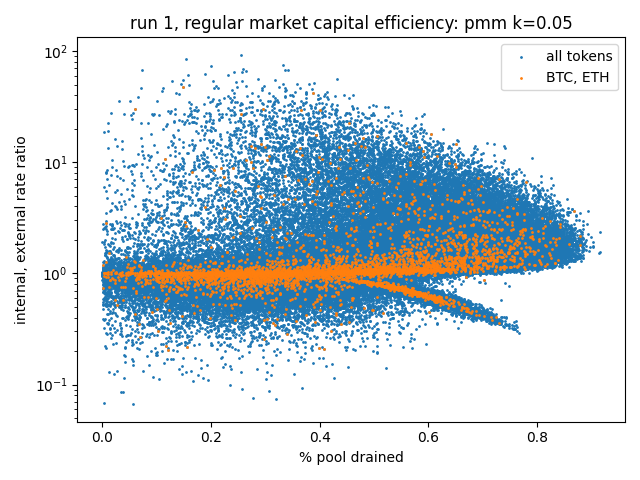 run 1, regular market capital efficiency: pmm k=0.05
all tokens
BTC, ETH
internal, external rate ratio
10²
10¹
10⁰
10⁻¹
0.0 0.2 0.4 0.6 0.8
% pool drained